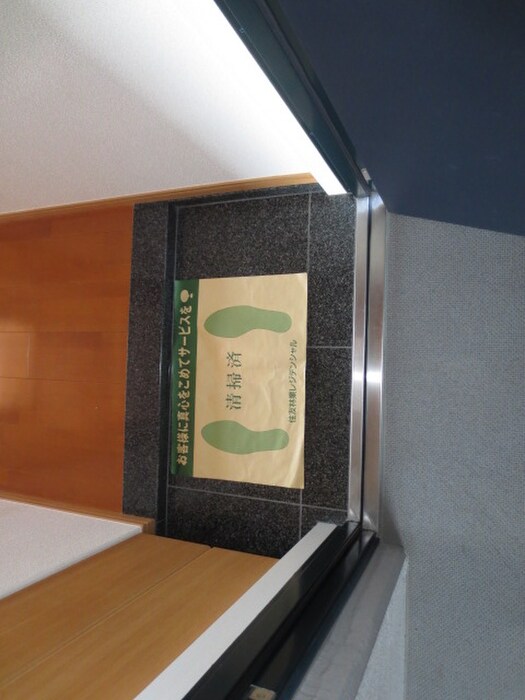 お客様に真心をこめてサービスを
清掃済
住友林業レジデンシャル